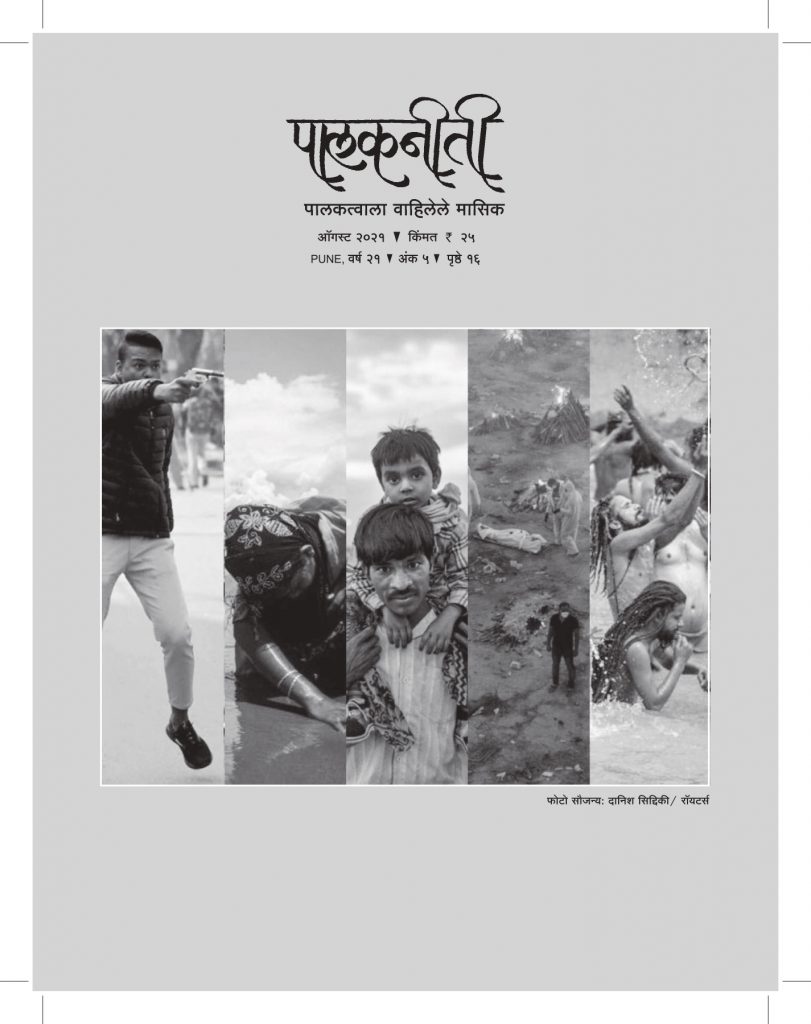 पालकनीती
पालकत्वाला वाहिलेले मासिक
ऑगस्ट २०२१ ▼ किंमत ₹ २५
PUNE, वर्ष २१ ▼ अंक ५ ▼ पृष्ठे १६
फोटो सौजन्य: दानिश सिद्दिकी/ रॉयटर्स